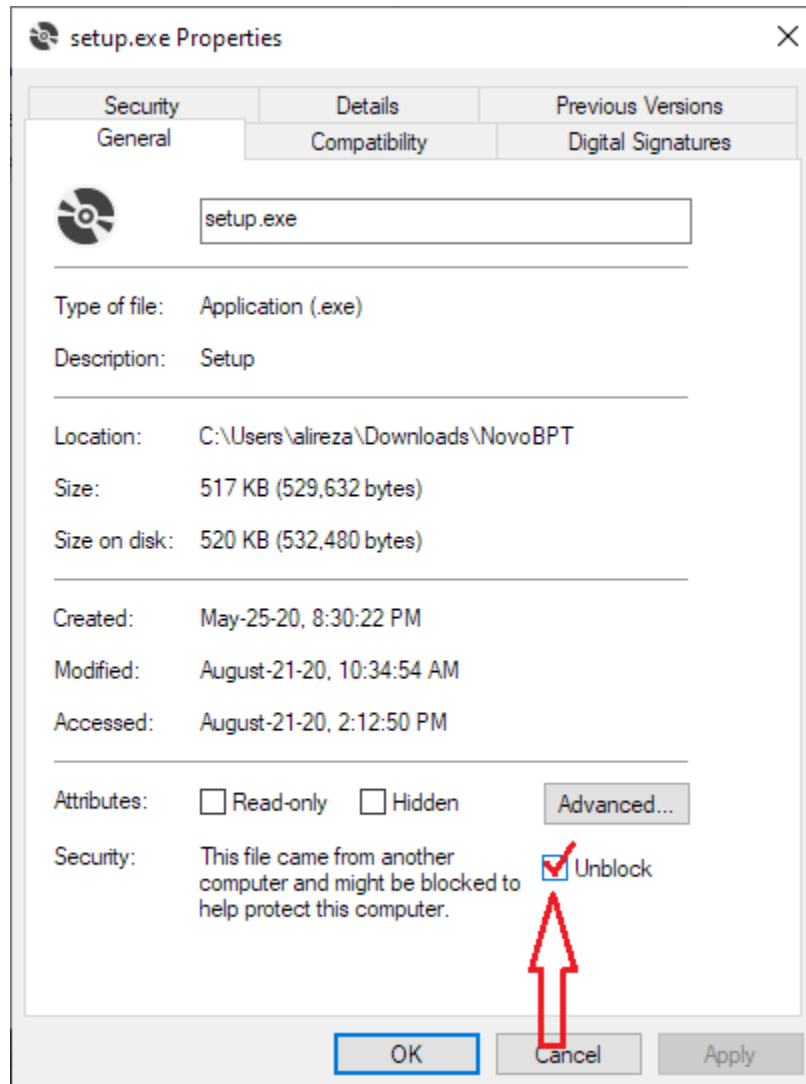 setup.exe Properties
Security Details Previous Versions
General Compatibility Digital Signatures
setup.exe
Type of file: Application (.exe)
Description: Setup
Location: C:\Users\alireza\Downloads\NovoBPT
Size: 517 KB (529,632 bytes)
Size on disk: 520 KB (532,480 bytes)
Created: May-25-20, 8:30:22 PM
Modified: August-21-20, 10:34:54 AM
Accessed: August-21-20, 2:12:50 PM
Attributes: Read-only Hidden Advanced...
Security: This file came from another
computer and might be blocked to
help protect this computer.
Unblock
OK Cancel Apply